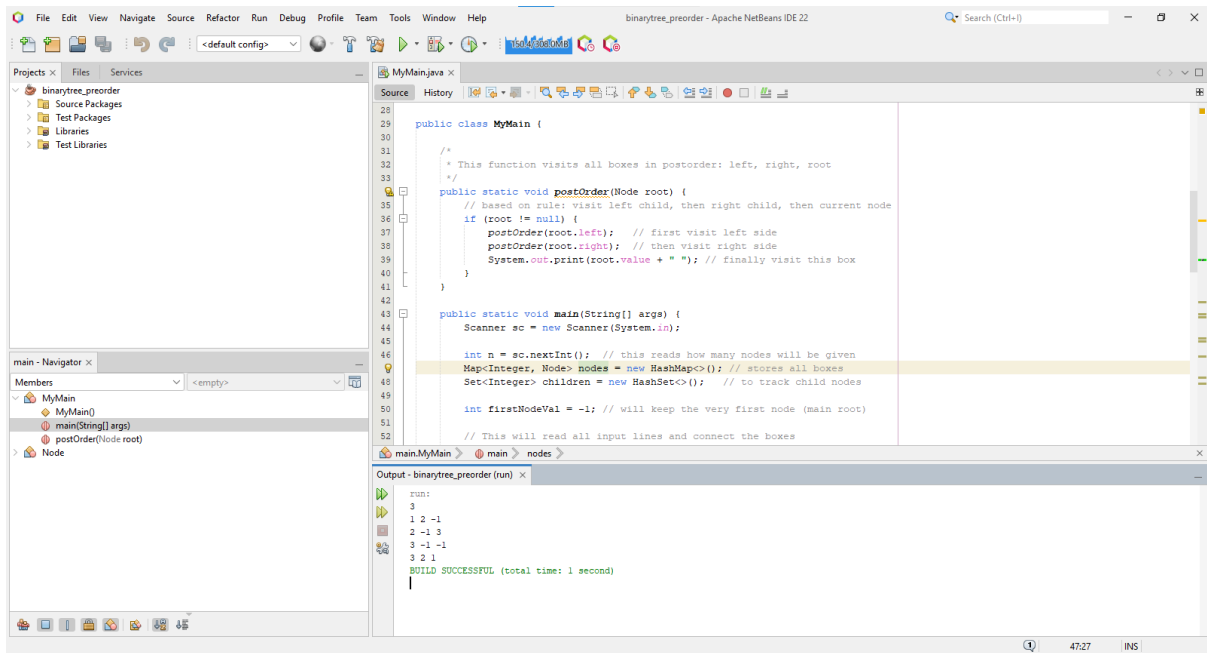 File Edit View Navigate Source Refactor Run Debug Profile Team Tools Window Help
binarytree_preorder - Apache NetBeans IDE 22
Search (Ctrl+I)
<default config>
Projects
Files
Services
binarytree_preorder
Source Packages
Test Packages
Libraries
Test Libraries
main - Navigator
Members
<empty>
MyMain
MyMain()
main(String[] args)
postOrder(Node root)
Node
MyMain.java
Source History
28
29 public class MyMain {
30
31 /*
32 * This function visits all boxes in postorder: left, right, root
33 */
public static void postOrder(Node root) {
35 // based on rule: visit left child, then right child, then current node
36 if (root != null) {
37 postOrder(root.left); // first visit left side
38 postOrder(root.right); // then visit right side
39 System.out.print(root.value + " "); // finally visit this box
40 }
41 }
42
43 public static void main(String[] args) {
44 Scanner sc = new Scanner(System.in);
45
46 int n = sc.nextInt(); // this reads how many nodes will be given
Map<Integer, Node> nodes = new HashMap<>(); // stores all boxes
48 Set<Integer> children = new HashSet<>(); // to track child nodes
49
50 int firstNodeVal = -1; // will keep the very first node (main root)
51
52 // This will read all input lines and connect the boxes
main.MyMain
main
nodes
Output - binarytree_preorder (run)
run:
3
1 2 -1
2 -1 3
3 -1 -1
3 2 1
BUILD SUCCESSFUL (total time: 1 second)
1
47:27
INS